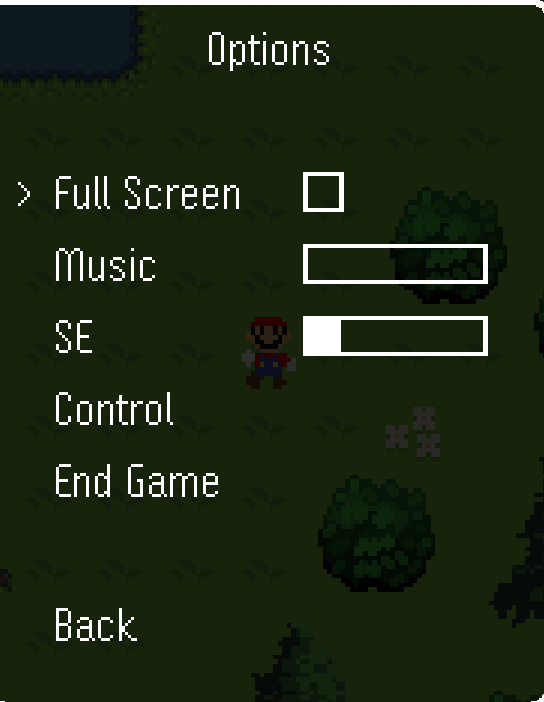 Options
> Full Screen
Music
SE
Control
End Game
Back